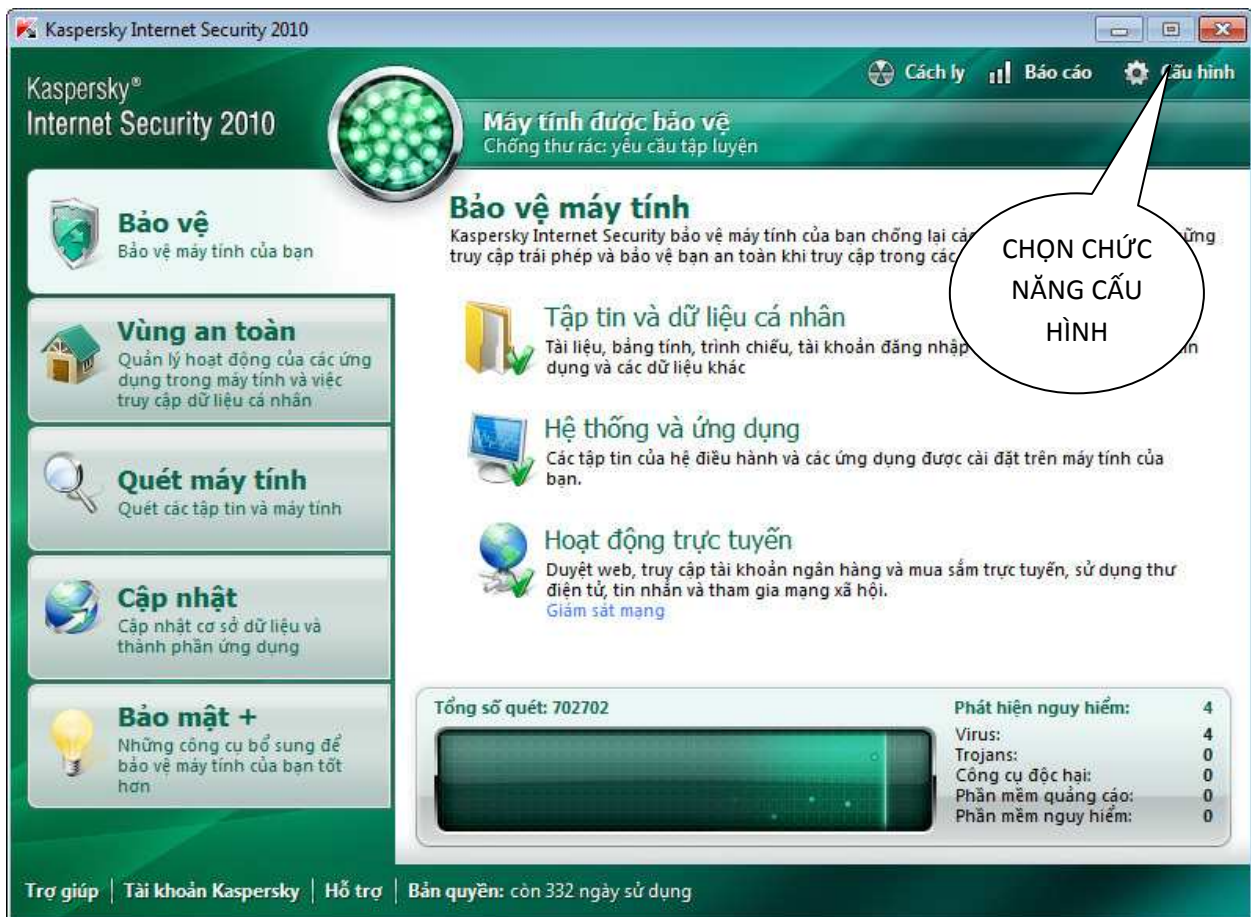 Kaspersky Internet Security 2010
Cách ly
Báo cáo
Cấu hình
Kaspersky®
Internet Security 2010
Máy tính được bảo vệ
Chống thư rác: yêu cầu tập luyện
Bảo vệ
Bảo vệ máy tính của bạn
Vùng an toàn
Quản lý hoạt động của các ứng
dụng trong máy tính và việc
truy cập dữ liệu cá nhân
Quét máy tính
Quét các tập tin và máy tính
Cập nhật
Cập nhật cơ sở dữ liệu và
thành phần ứng dụng
Bảo mật +
Những công cụ bổ sung để
bảo vệ máy tính của bạn tốt
hơn
Bảo vệ máy tính
Kaspersky Internet Security bảo vệ máy tính của bạn chống lại
truy cập trái phép và bảo vệ bạn an toàn khi truy cập trong các
CHỌN CHỨC
NĂNG CẤU
HÌNH
Tập tin và dữ liệu cá nhân
Tài liệu, bảng tính, trình chiếu, tài khoản đăng nhập
dụng và các dữ liệu khác
Hệ thống và ứng dụng
Các tập tin của hệ điều hành và các ứng dụng được cài đặt trên máy tính của
bạn.
Hoạt động trực tuyến
Duyệt web, truy cập tài khoản ngân hàng và mua sắm trực tuyến, sử dụng thư
điện tử, tin nhắn và tham gia mạng xã hội.
Giám sát mạng
Tổng số quét: 702702
Phát hiện nguy hiểm: 4
Virus: 4
Trojans: 0
Công cụ độc hại: 0
Phần mềm quảng cáo: 0
Phần mềm nguy hiểm: 0
Trợ giúp | Tài khoản Kaspersky | Hỗ trợ | Bản quyền: còn 332 ngày sử dụng